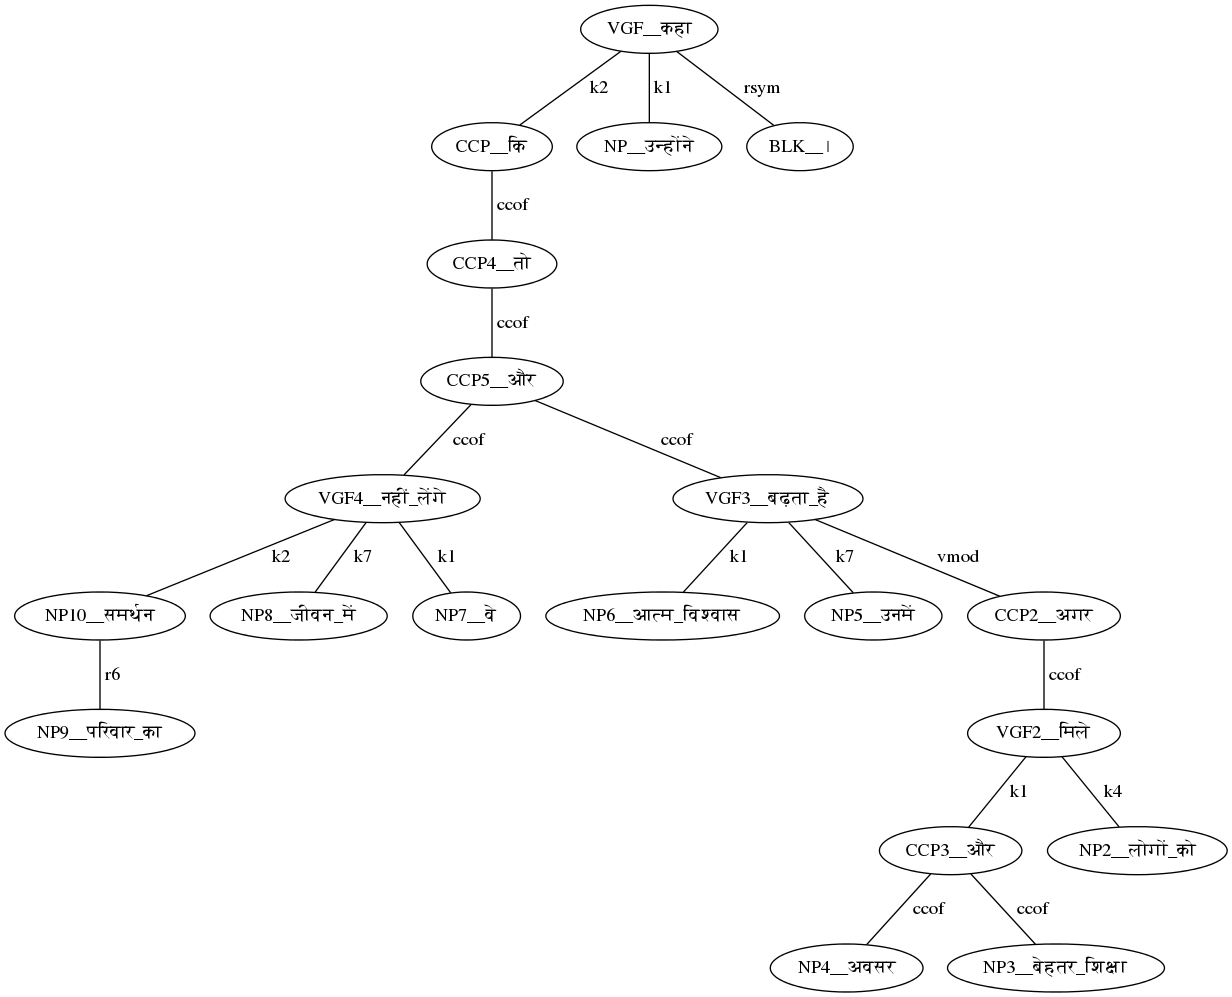 VGF__कहा
k2 k1 rsym
CCP__कि NP__उन्होंने BLK__।
ccof
CCP4__तो
ccof
CCP5__और
ccof ccof
VGF4__नहीं_लेंगे VGF3__बढ़ता_है
k2 k7 k1 k1 k7 vmod
NP10__समर्थन NP8__जीवन_में NP7__वे NP6__आत्म_विश्वास NP5__उनमें CCP2__अगर
r6 ccof
NP9__परिवार_का VGF2__मिले
k1 k4
CCP3__और NP2__लोगों_को
ccof ccof
NP4__अवसर NP3__बेहतर_शिक्षा